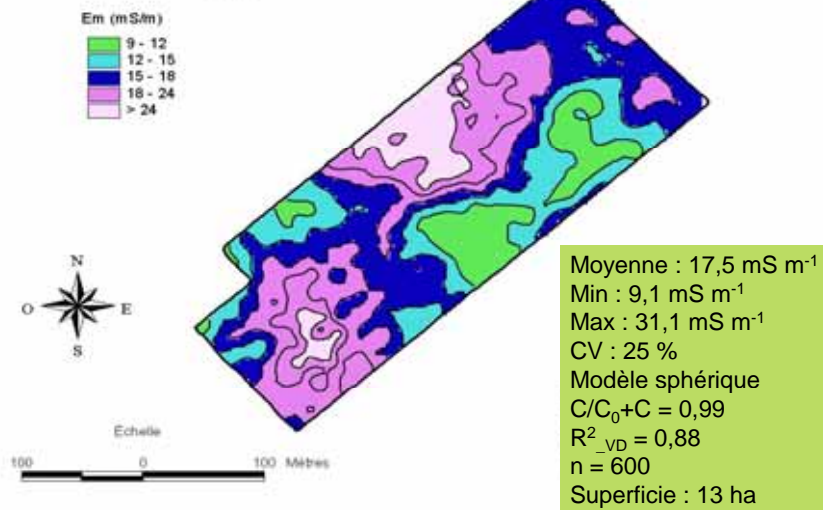 Em (mS/m)
9 - 12
12 - 15
15 - 18
18 - 24
> 24
N
O E
S
Échelle
100 0 100 Mètres
Moyenne : 17,5 mS m⁻¹
Min : 9,1 mS m⁻¹
Max : 31,1 mS m⁻¹
CV : 25 %
Modèle sphérique
C/C₀+C = 0,99
R²_VD = 0,88
n = 600
Superficie : 13 ha